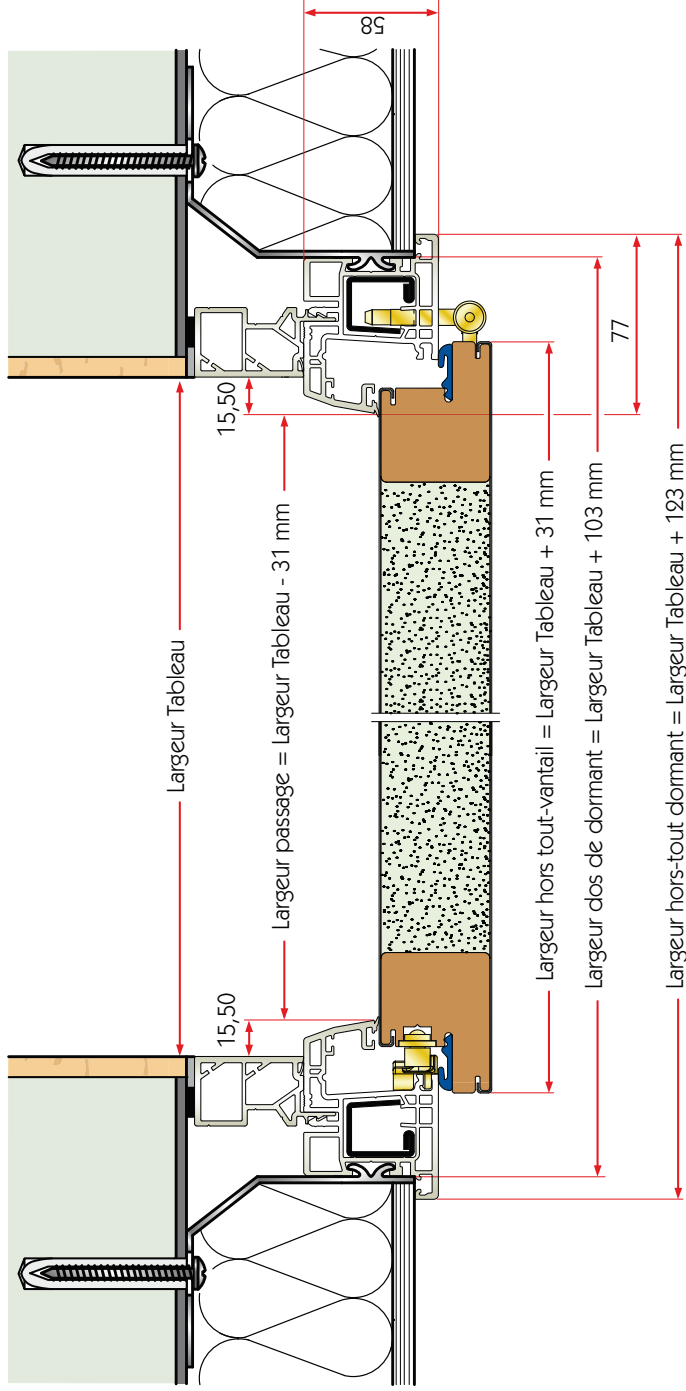 58
15,50
15,50
Largeur Tableau
Largeur passage = Largeur Tableau - 31 mm
77
Largeur hors tout-vantail = Largeur Tableau + 31 mm
Largeur dos de dormant = Largeur Tableau + 103 mm
Largeur hors-tout dormant = Largeur Tableau + 123 mm